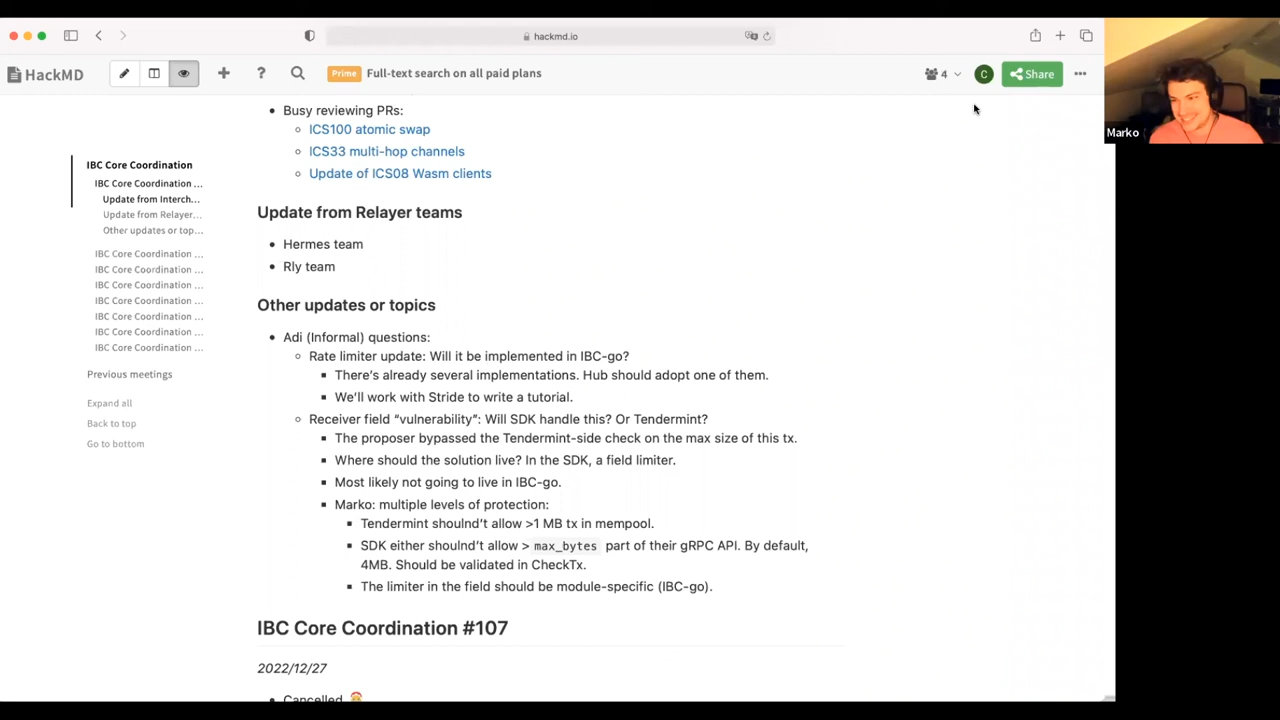 hackmd.io
HackMD
Prime
Full-text search on all paid plans
4
C
Share
Marko
IBC Core Coordination
IBC Core Coordination ...
Update from Interch...
Update from Relayer...
Other updates or top...
IBC Core Coordination ...
IBC Core Coordination ...
IBC Core Coordination ...
IBC Core Coordination ...
IBC Core Coordination ...
IBC Core Coordination ...
IBC Core Coordination ...
Previous meetings
Expand all
Back to top
Go to bottom
Busy reviewing PRs:
ICS100 atomic swap
ICS33 multi-hop channels
Update of ICS08 Wasm clients
Update from Relayer teams
Hermes team
Rly team
Other updates or topics
Adi (Informal) questions:
Rate limiter update: Will it be implemented in IBC-go?
There's already several implementations. Hub should adopt one of them.
We'll work with Stride to write a tutorial.
Receiver field “vulnerability”: Will SDK handle this? Or Tendermint?
The proposer bypassed the Tendermint-side check on the max size of this tx.
Where should the solution live? In the SDK, a field limiter.
Most likely not going to live in IBC-go.
Marko: multiple levels of protection:
Tendermint shoulnd't allow >1 MB tx in mempool.
SDK either shoulnd't allow > max_bytes part of their gRPC API. By default,
4MB. Should be validated in CheckTx.
The limiter in the field should be module-specific (IBC-go).
IBC Core Coordination #107
2022/12/27
Cancelled